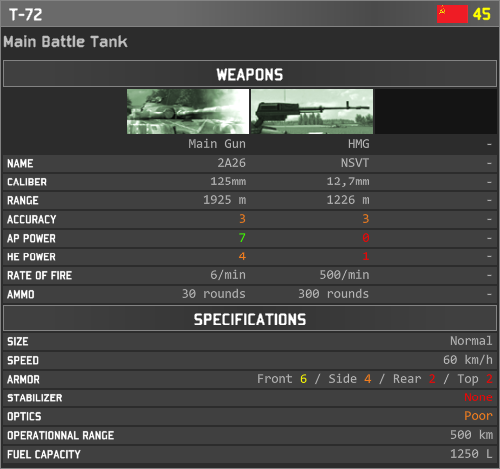 T-72 45
Main Battle Tank
WEAPONS
Main Gun HMG -
NAME 2A26 NSVT -
CALIBER 125mm 12,7mm -
RANGE 1925 m 1226 m -
ACCURACY 3 3 -
AP POWER 7 0 -
HE POWER 4 1 -
RATE OF FIRE 6/min 500/min -
AMMO 30 rounds 300 rounds -
SPECIFICATIONS
SIZE Normal
SPEED 60 km/h
ARMOR Front 6 / Side 4 / Rear 2 / Top 2
STABILIZER None
OPTICS Poor
OPERATIONNAL RANGE 500 km
FUEL CAPACITY 1250 L